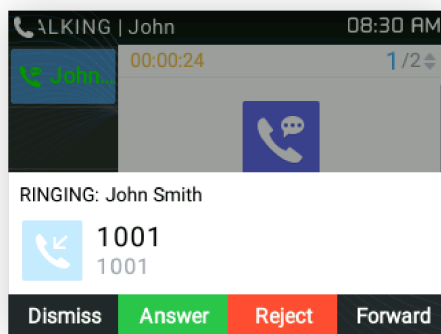 ALKING | John
08:30 AM
John...
00:00:24
1/2
RINGING: John Smith
1001
1001
Dismiss
Answer
Reject
Forward